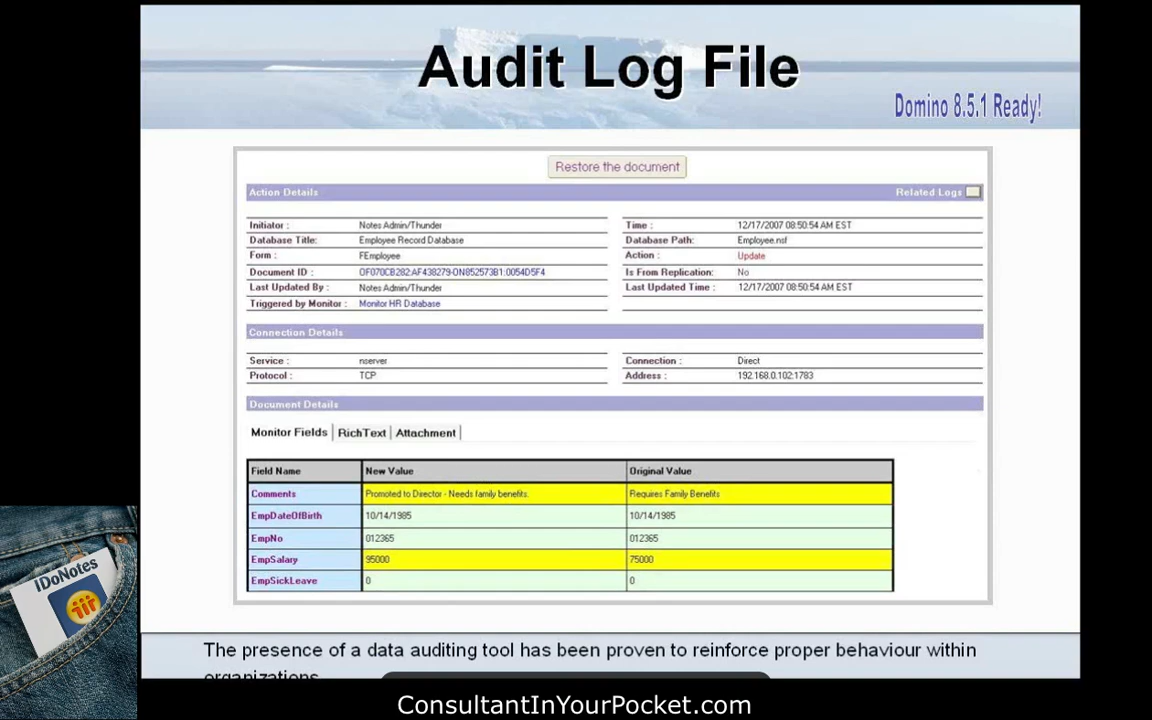 Audit Log File
Domino 8.5.1 Ready!
Restore the document
Action Details Related Logs
Initiator : Notes Admin/Thunder Time : 12/17/2007 08:50:54 AM EST
Database Title: Employee Record Database Database Path: Employee.nsf
Form : FEmployee Action : Update
Document ID : OF070CB282:AF438279-ON852573B1:0054D5F4 Is From Replication: No
Last Updated By : Notes Admin/Thunder Last Updated Time : 12/17/2007 08:50:54 AM EST
Triggered by Monitor : Monitor HR Database
Connection Details
Service : nserver Connection : Direct
Protocol : TCP Address : 192.168.0.102:1783
Document Details
Monitor Fields RichText Attachment
Field Name New Value Original Value
Comments Promoted to Director - Needs family benefits. Requires Family Benefits
EmpDateOfBirth 10/14/1985 10/14/1985
EmpNo 012365 012365
EmpSalary 95000 75000
EmpSickLeave 0 0
IDoNotes
The presence of a data auditing tool has been proven to reinforce proper behaviour within
organizations
ConsultantInYourPocket.com